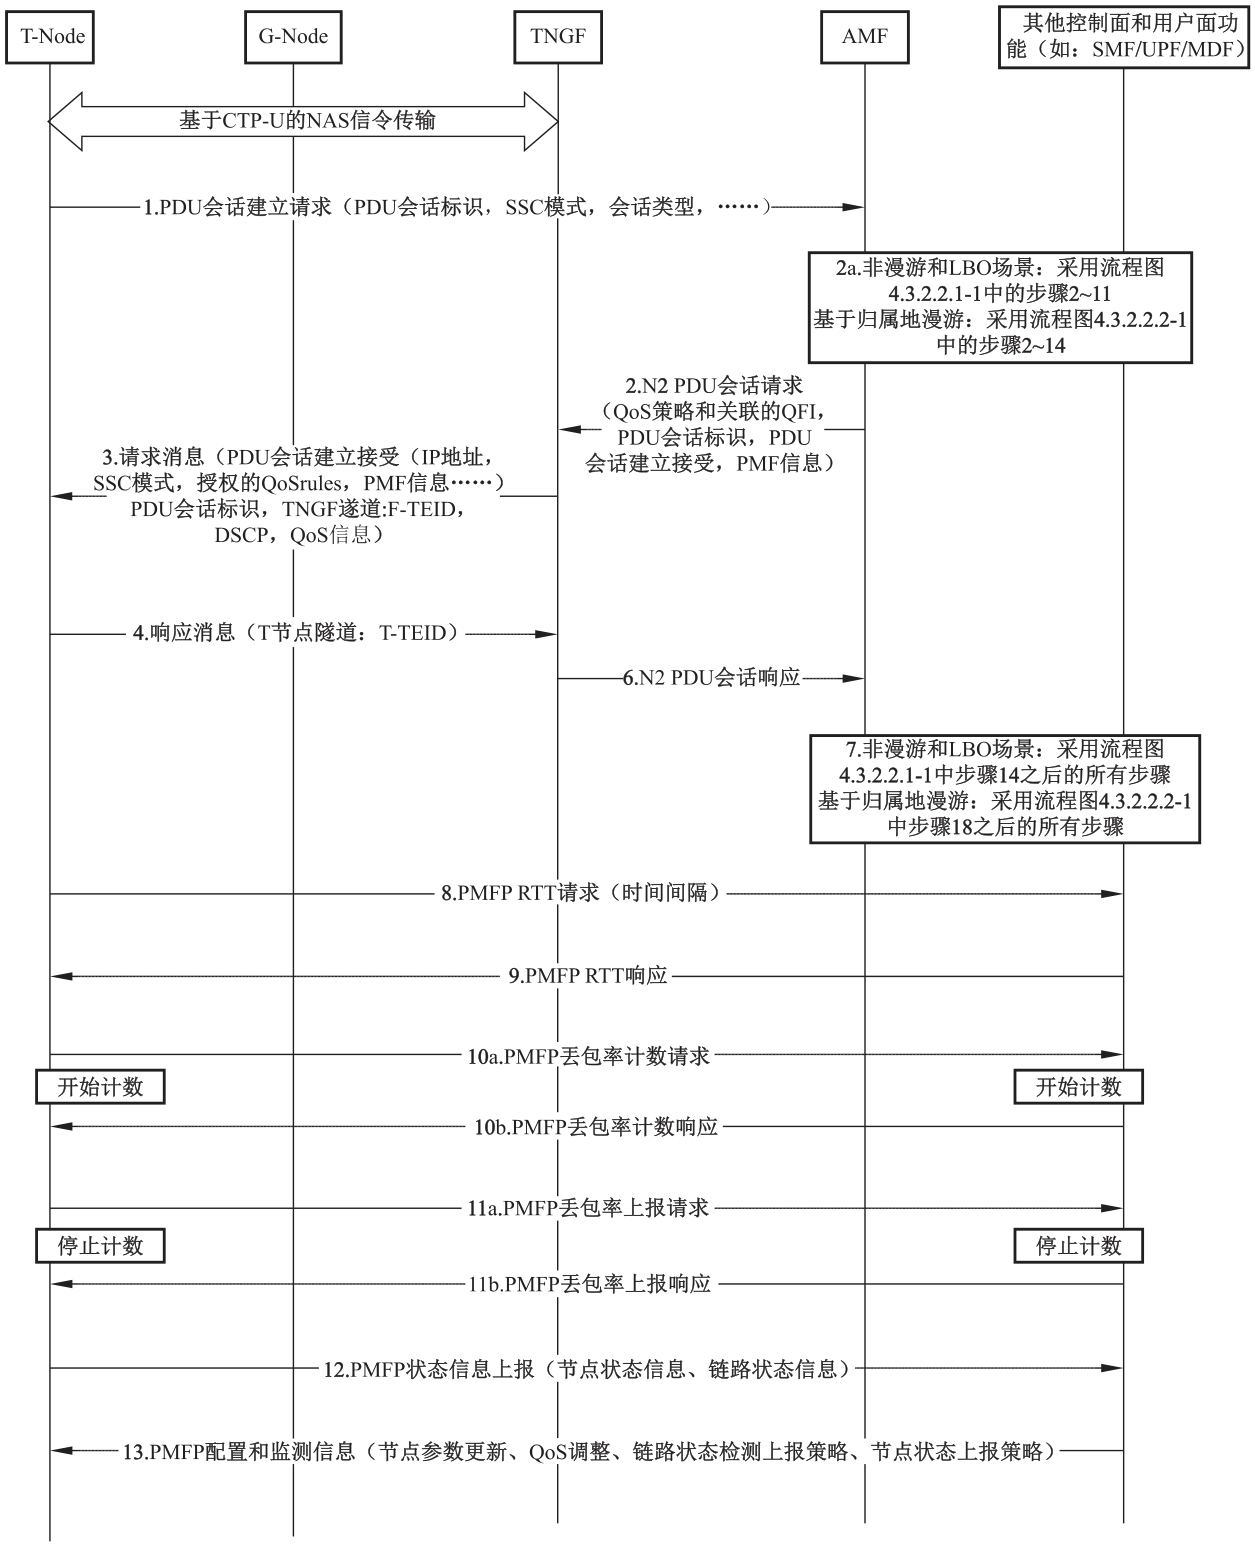 T-Node
G-Node
TNGF
AMF
其他控制面和用户面功
能（如：SMF/UPF/MDF）
基于CTP-U的NAS信令传输
1.PDU会话建立请求（PDU会话标识，SSC模式，会话类型，……）
2a.非漫游和LBO场景：采用流程图
4.3.2.2.1-1中的步骤2~11
基于归属地漫游：采用流程图4.3.2.2.2-1
中的步骤2~14
2.N2 PDU会话请求
（QoS策略和关联的QFI，
PDU会话标识，PDU
会话建立接受，PMF信息）
3.请求消息（PDU会话建立接受（IP地址，
SSC模式，授权的QoSrules，PMF信息……）
PDU会话标识，TNGF遂道:F-TEID，
DSCP，QoS信息）
4.响应消息（T节点隧道：T-TEID）
6.N2 PDU会话响应
7.非漫游和LBO场景：采用流程图
4.3.2.2.1-1中步骤14之后的所有步骤
基于归属地漫游：采用流程图4.3.2.2.2-1
中步骤18之后的所有步骤
8.PMFP RTT请求（时间间隔）
9.PMFP RTT响应
10a.PMFP丢包率计数请求
开始计数
开始计数
10b.PMFP丢包率计数响应
11a.PMFP丢包率上报请求
停止计数
停止计数
11b.PMFP丢包率上报响应
12.PMFP状态信息上报（节点状态信息、链路状态信息）
13.PMFP配置和监测信息（节点参数更新、QoS调整、链路状态检测上报策略、节点状态上报策略）